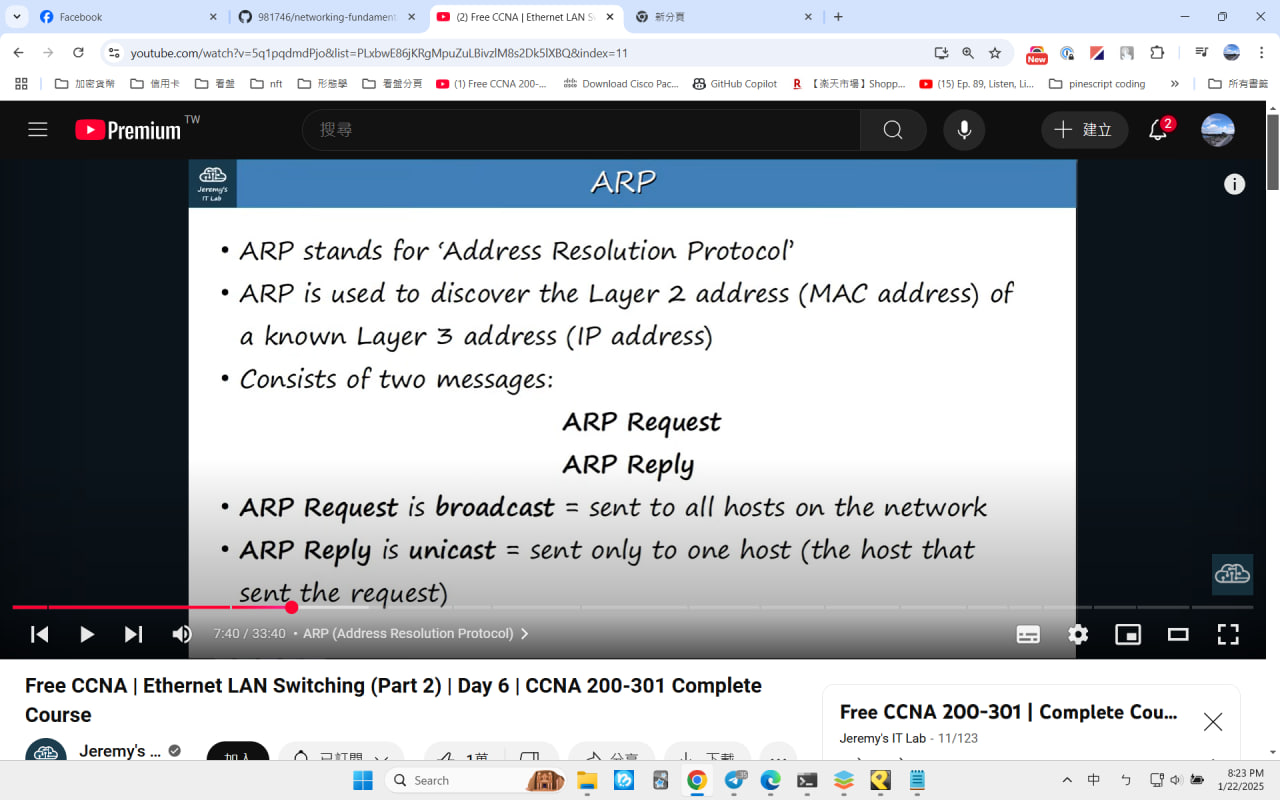 Facebook
981746/networking-fundament
(2) Free CCNA | Ethernet LAN S
新分頁
youtube.com/watch?v=5q1pqdmdPjo&list=PLxbwE86jKRgMpuZuLBivzlM8s2Dk5lXBQ&index=11
New
加密貨幣
信用卡
看盤
nft
形態學
看盤分頁
(1) Free CCNA 200-...
Download Cisco Pac...
GitHub Copilot
R
【楽天市場】Shopp...
(15) Ep. 89, Listen, Li...
pinescript coding
所有書籤
Premium TW
搜尋
建立
2
Jeremy's
IT Lab
ARP
• ARP stands for ‘Address Resolution Protocol’
• ARP is used to discover the Layer 2 address (MAC address) of
a known Layer 3 address (IP address)
• Consists of two messages:
ARP Request
ARP Reply
• ARP Request is broadcast = sent to all hosts on the network
• ARP Reply is unicast = sent only to one host (the host that
sent the request)
7:40 / 33:40 • ARP (Address Resolution Protocol)
Free CCNA | Ethernet LAN Switching (Part 2) | Day 6 | CCNA 200-301 Complete
Course
Free CCNA 200-301 | Complete Cou...
Jeremy's IT Lab - 11/123
Jeremy's ...
加入
已訂閱
1萬
分享
下載
Search
中
ㄅ
8:23 PM
1/22/2025